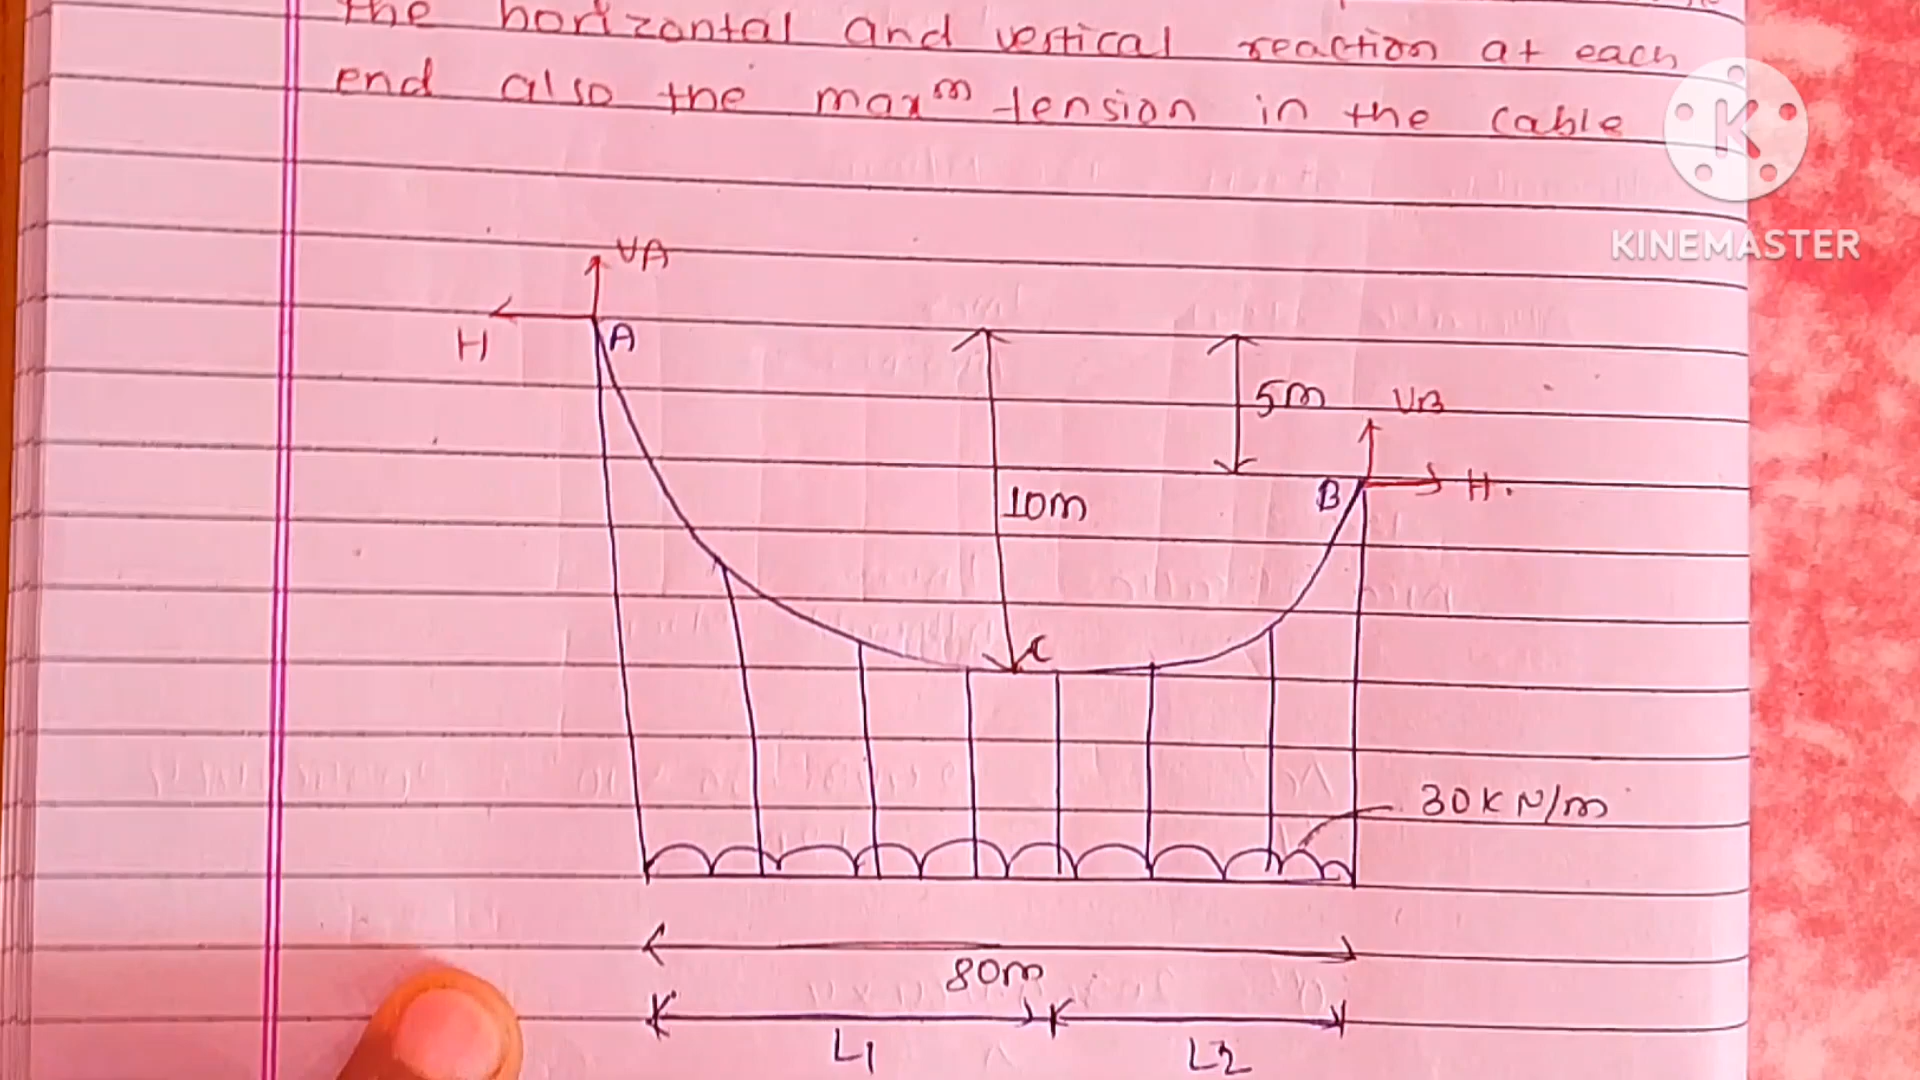 The horizontal and vertical reaction at each
end also the maxm tension in the cable
K
KINEMASTER
VA
H
A
5m
VB
B
H.
10m
C
30KN/m
80m
L1
L2